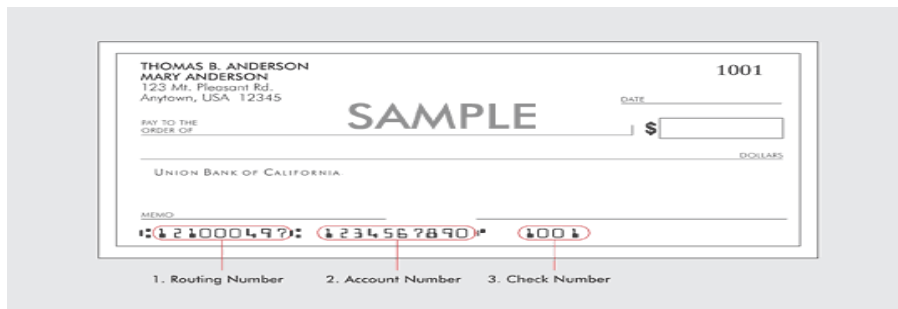 THOMAS B. ANDERSON
MARY ANDERSON
123 Mt. Pleasant Rd.
Anytown, USA 12345
1001
DATE
SAMPLE
PAY TO THE
ORDER OF
$
DOLLARS
UNION BANK OF CALIFORNIA
MEMO
⑆121000497⑆ 1234567890⑈ 1001
1. Routing Number 2. Account Number 3. Check Number